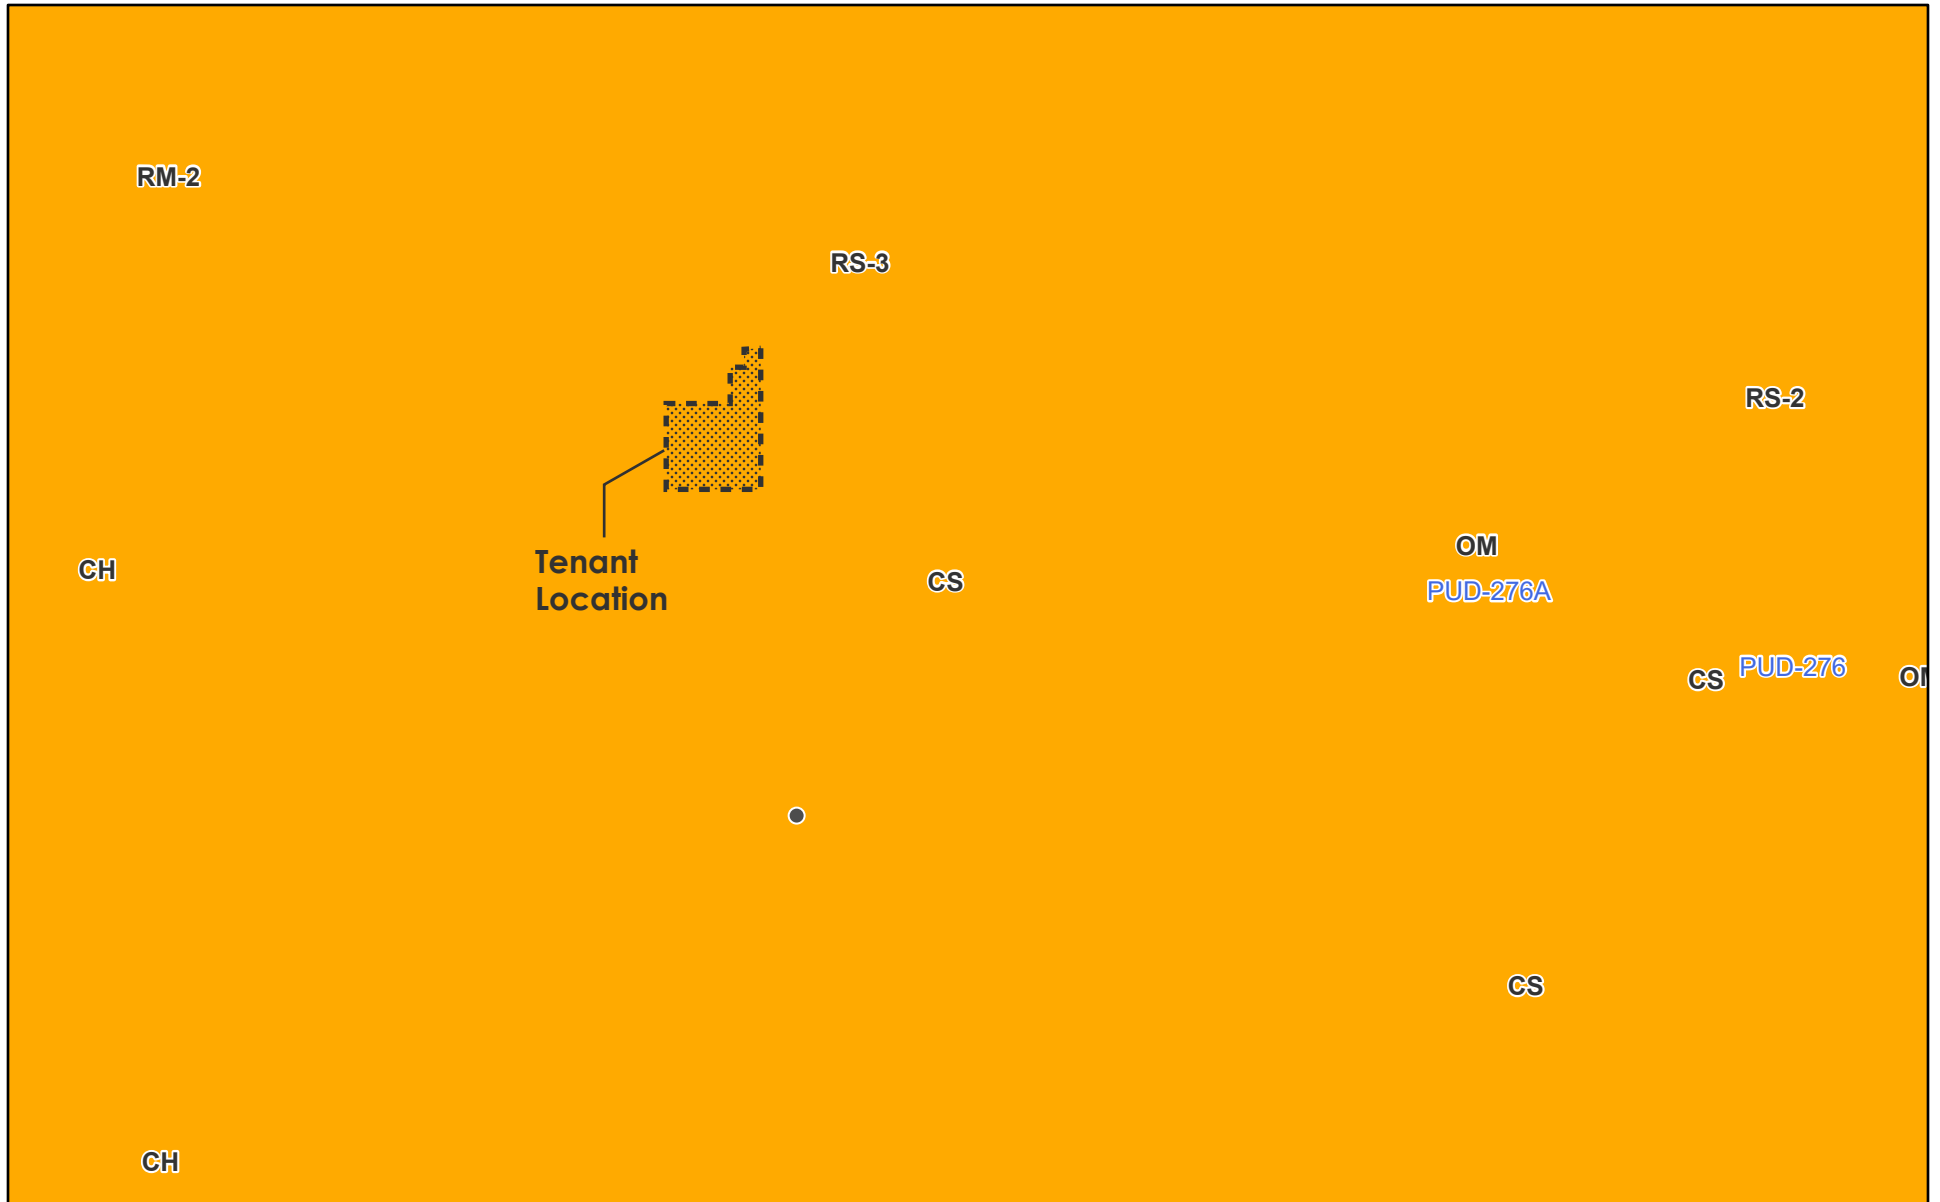 RM-2
RS-3
RS-2
OM
PUD-276A
CH
Tenant
Location
CS
PUD-276
CS
CS
CH